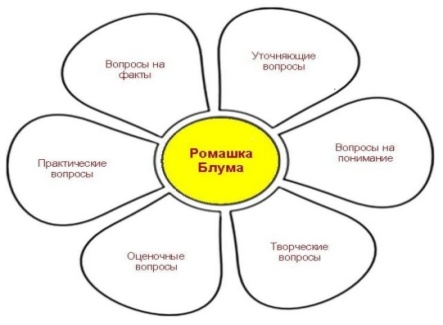 Вопросы на
факты
Уточняющие
вопросы
Практические
вопросы
Ромашка
Блума
Вопросы на
понимание
Оценочные
вопросы
Творческие
вопросы